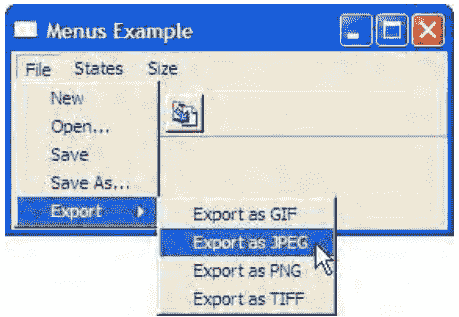 Menus Example
File States Size
New
Open...
Save
Save As...
Export
Export as GIF
Export as JPEG
Export as PNG
Export as TIFF